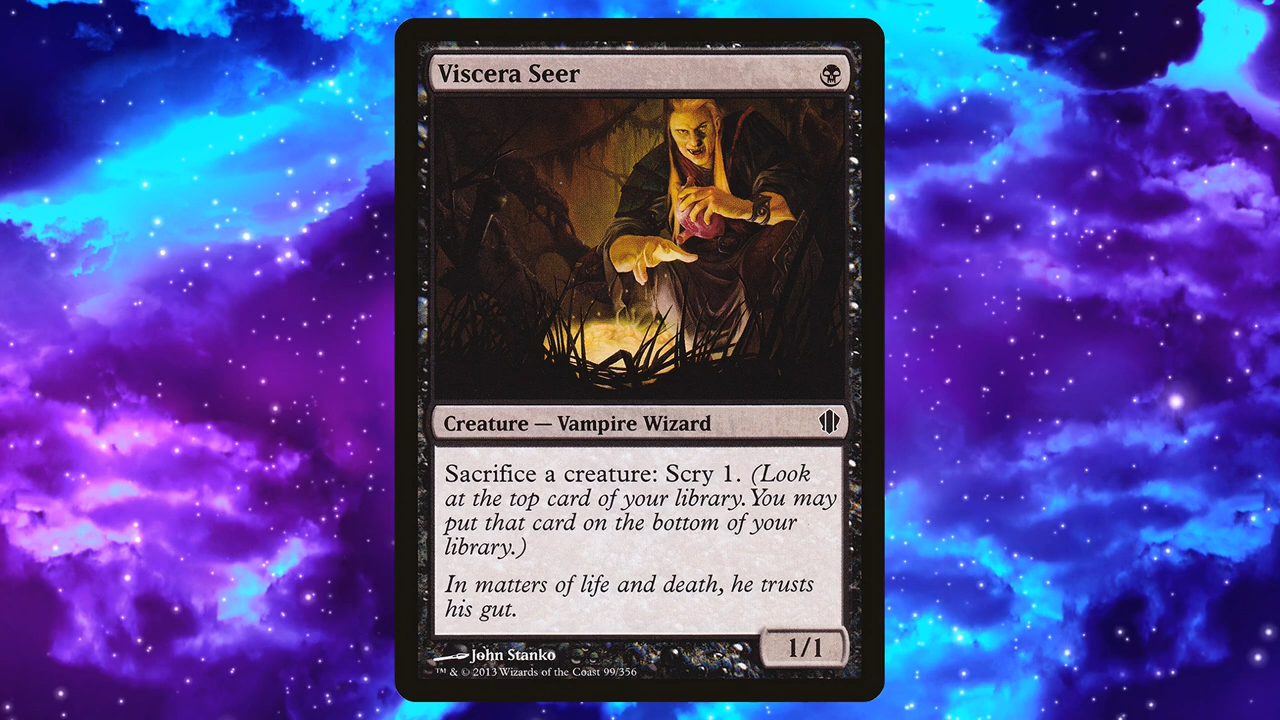 Viscera Seer
Creature — Vampire Wizard
Sacrifice a creature: Scry 1. (Look
at the top card of your library. You may
put that card on the bottom of your
library.)
In matters of life and death, he trusts
his gut.
1/1
John Stanko
™ & © 2013 Wizards of the Coast 99/356